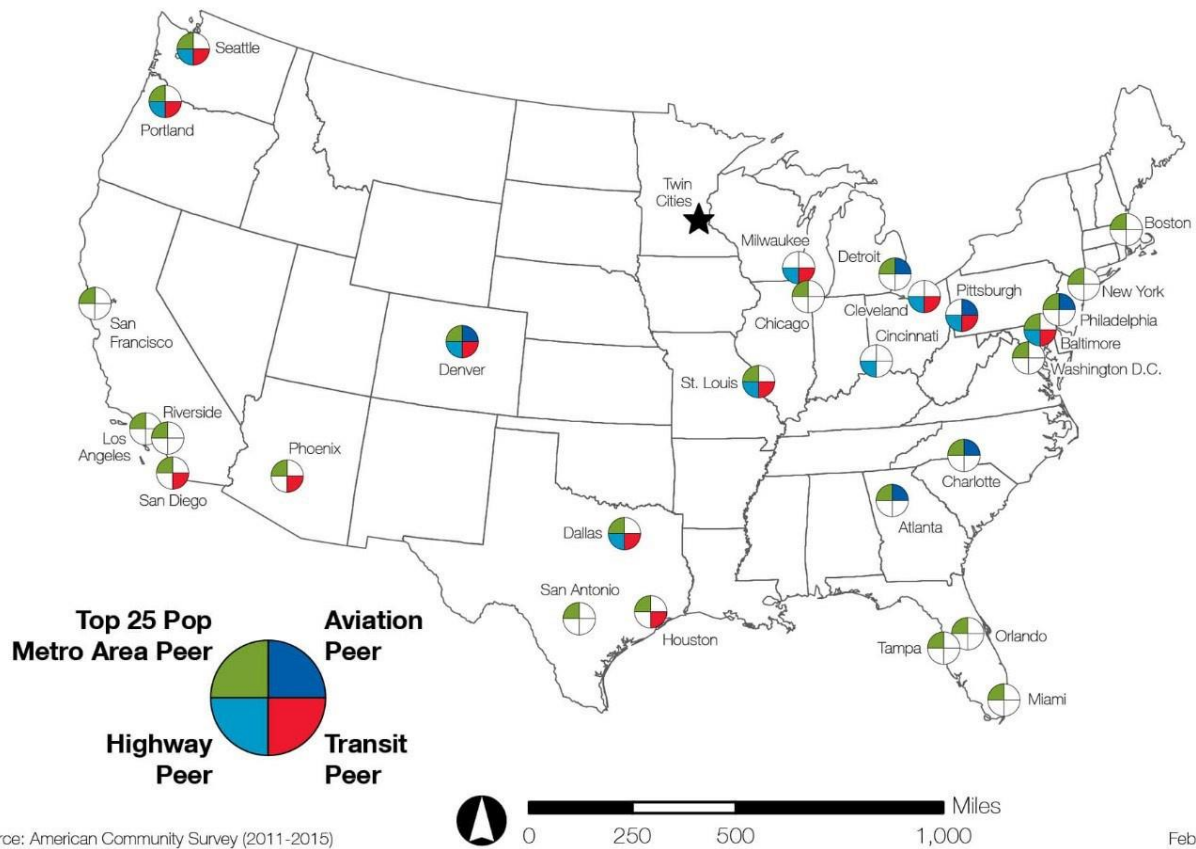 Seattle
Portland
Twin
Cities
Milwaukee
Detroit
Boston
New York
Pittsburgh
Philadelphia
Cleveland
Chicago
Cincinnati
Baltimore
Washington D.C.
San
Francisco
Denver
St. Louis
Riverside
Los
Angeles
Phoenix
San Diego
Charlotte
Atlanta
Dallas
San Antonio
Houston
Orlando
Tampa
Miami
Top 25 Pop
Metro Area Peer
Aviation
Peer
Highway
Peer
Transit
Peer
Miles
0 250 500 1,000
rce: American Community Survey (2011-2015)
Feb